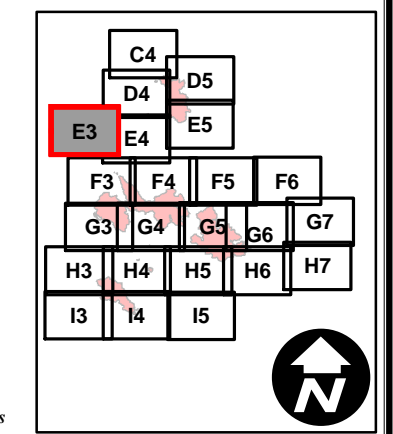 C4
D4 D5
E3 E4 E5
F3 F4 F5 F6
G3 G4 G5 G6 G7
H3 H4 H5 H6 H7
I3 I4 I5
N
s